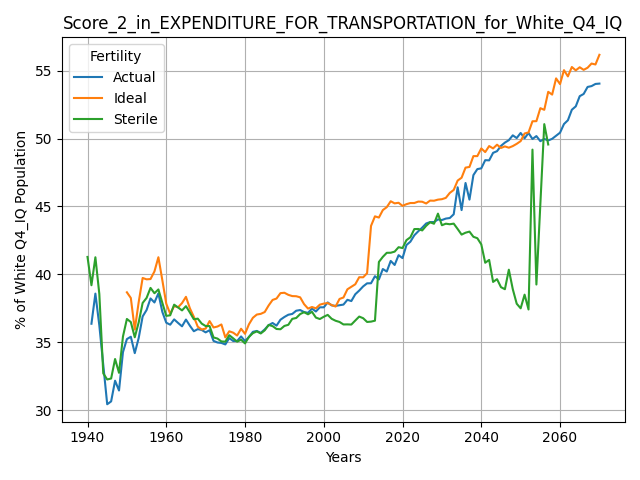 Score_2_in_EXPENDITURE_FOR_TRANSPORTATION_for_White_Q4_IQ
Fertility
Actual
Ideal
Sterile
% of White Q4_IQ Population
55
50
45
40
35
30
1940 1960 1980 2000 2020 2040 2060
Years